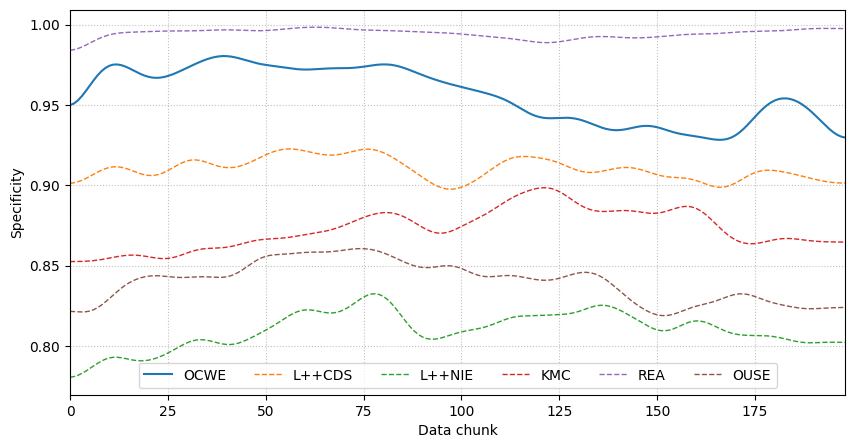 1.00
0.95
0.90
0.85
0.80
Specificity
OCWE L++CDS L++NIE KMC REA OUSE
0 25 50 75 100 125 150 175
Data chunk